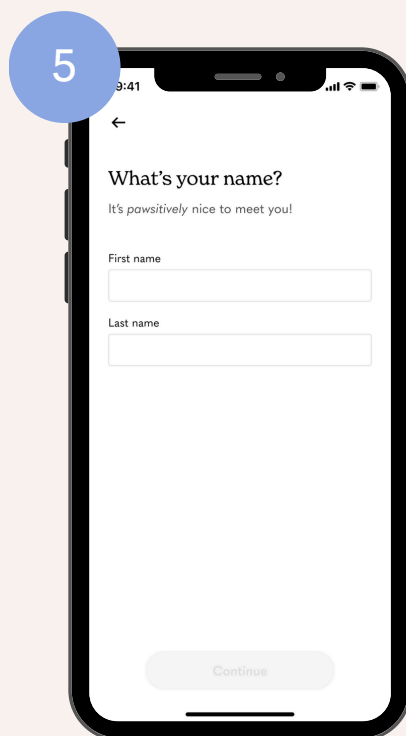 5
9:41
What's your name?
It's pawsitively nice to meet you!
First name
Last name
Continue